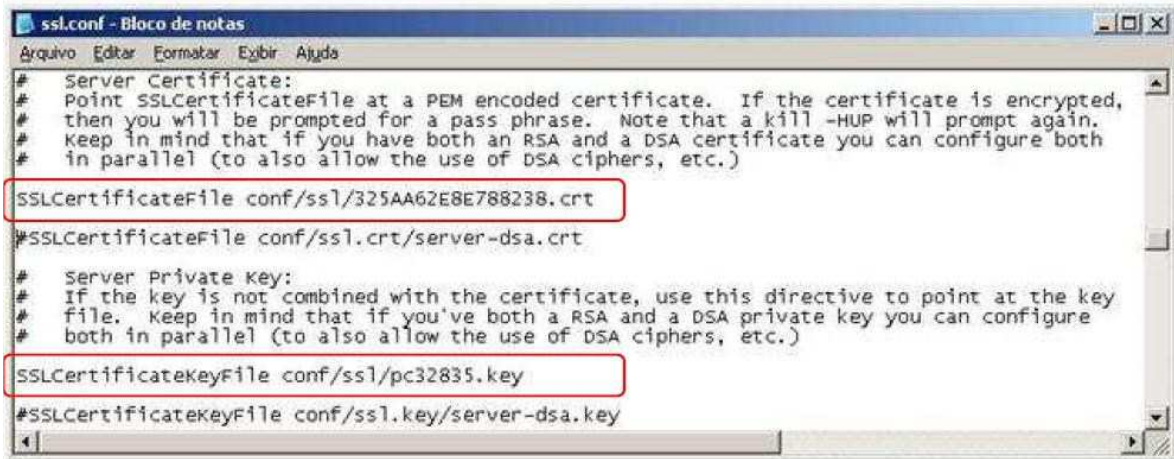 ssl.conf - Bloco de notas
Arquivo Editar Formatar Exibir Ajuda
# Server Certificate:
# Point SSLCertificateFile at a PEM encoded certificate. If the certificate is encrypted,
# then you will be prompted for a pass phrase. Note that a kill -HUP will prompt again.
# Keep in mind that if you have both an RSA and a DSA certificate you can configure both
# in parallel (to also allow the use of DSA ciphers, etc.)
SSLCertificateFile conf/ssl/325AA62E8E788238.crt
#SSLCertificateFile conf/ssl.crt/server-dsa.crt
# Server Private Key:
# If the key is not combined with the certificate, use this directive to point at the key
# file. Keep in mind that if you've both a RSA and a DSA private key you can configure
# both in parallel (to also allow the use of DSA ciphers, etc.)
SSLCertificateKeyFile conf/ssl/pc32835.key
#SSLCertificateKeyFile conf/ssl.key/server-dsa.key